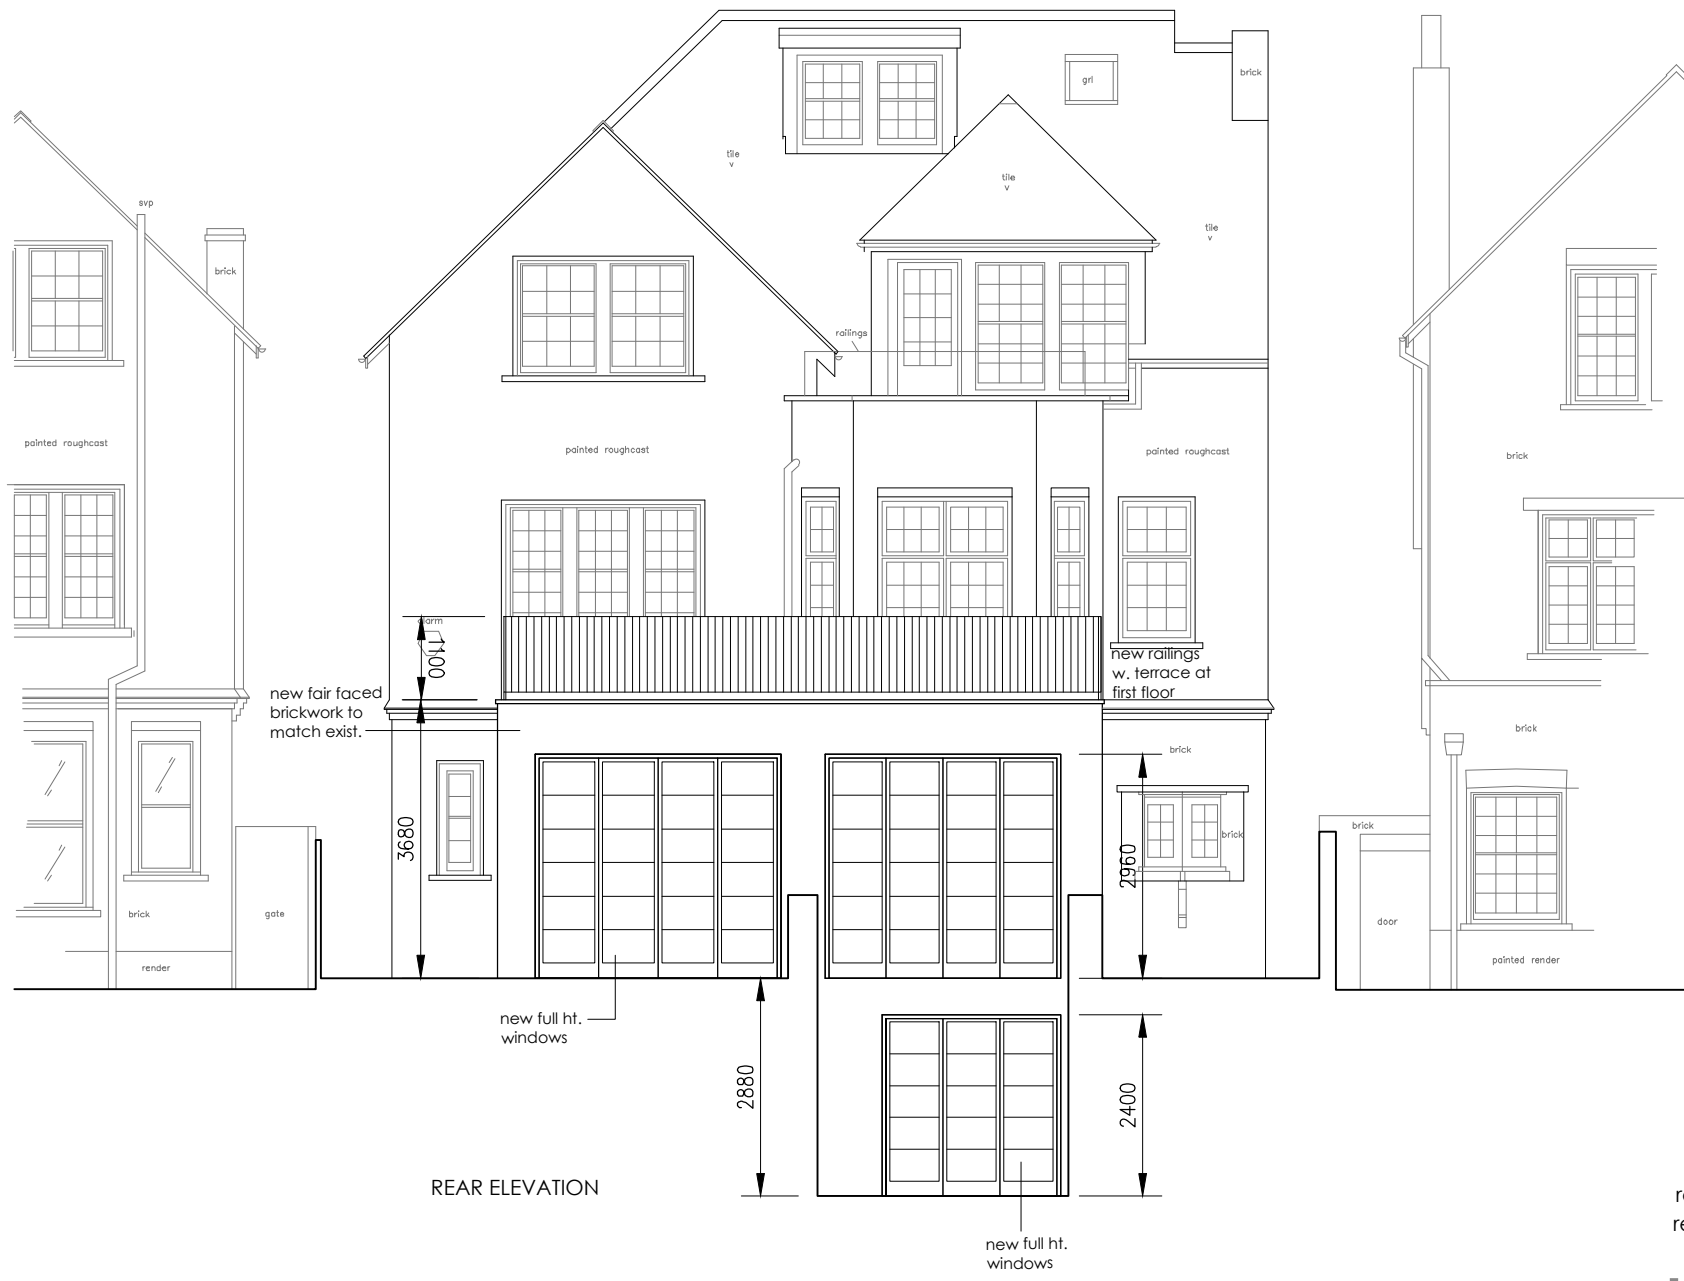 brick
grl
tile
v
tile
v
svp
tile
v
brick
railings
painted roughcast
painted roughcast
painted roughcast
brick
alarm
1100
new railings
w. terrace at
first floor
new fair faced
brickwork to
match exist.
brick
brick
3680
2960
brick
brick
brick
gate
door
render
painted render
new full ht.
windows
2880
2400
REAR ELEVATION
new full ht.
windows